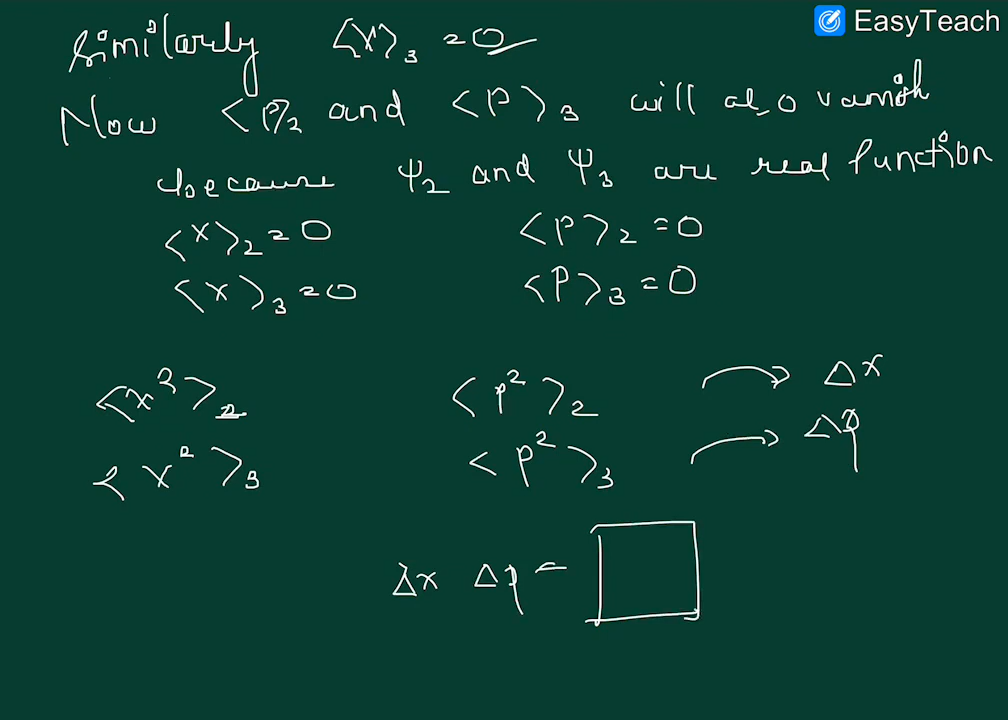 EasyTeach
Similarly <x>₃ = 0
Now <P>₂ and <P>₃ will also vanish
because Ψ₂ and Ψ₃ are real function
<x>₂ = 0 <P>₂ = 0
<x>₃ = 0 <P>₃ = 0
<x²>₂ <p²>₂ → Δx
<x²>₃ <p²>₃ → Δp
Δx Δp =